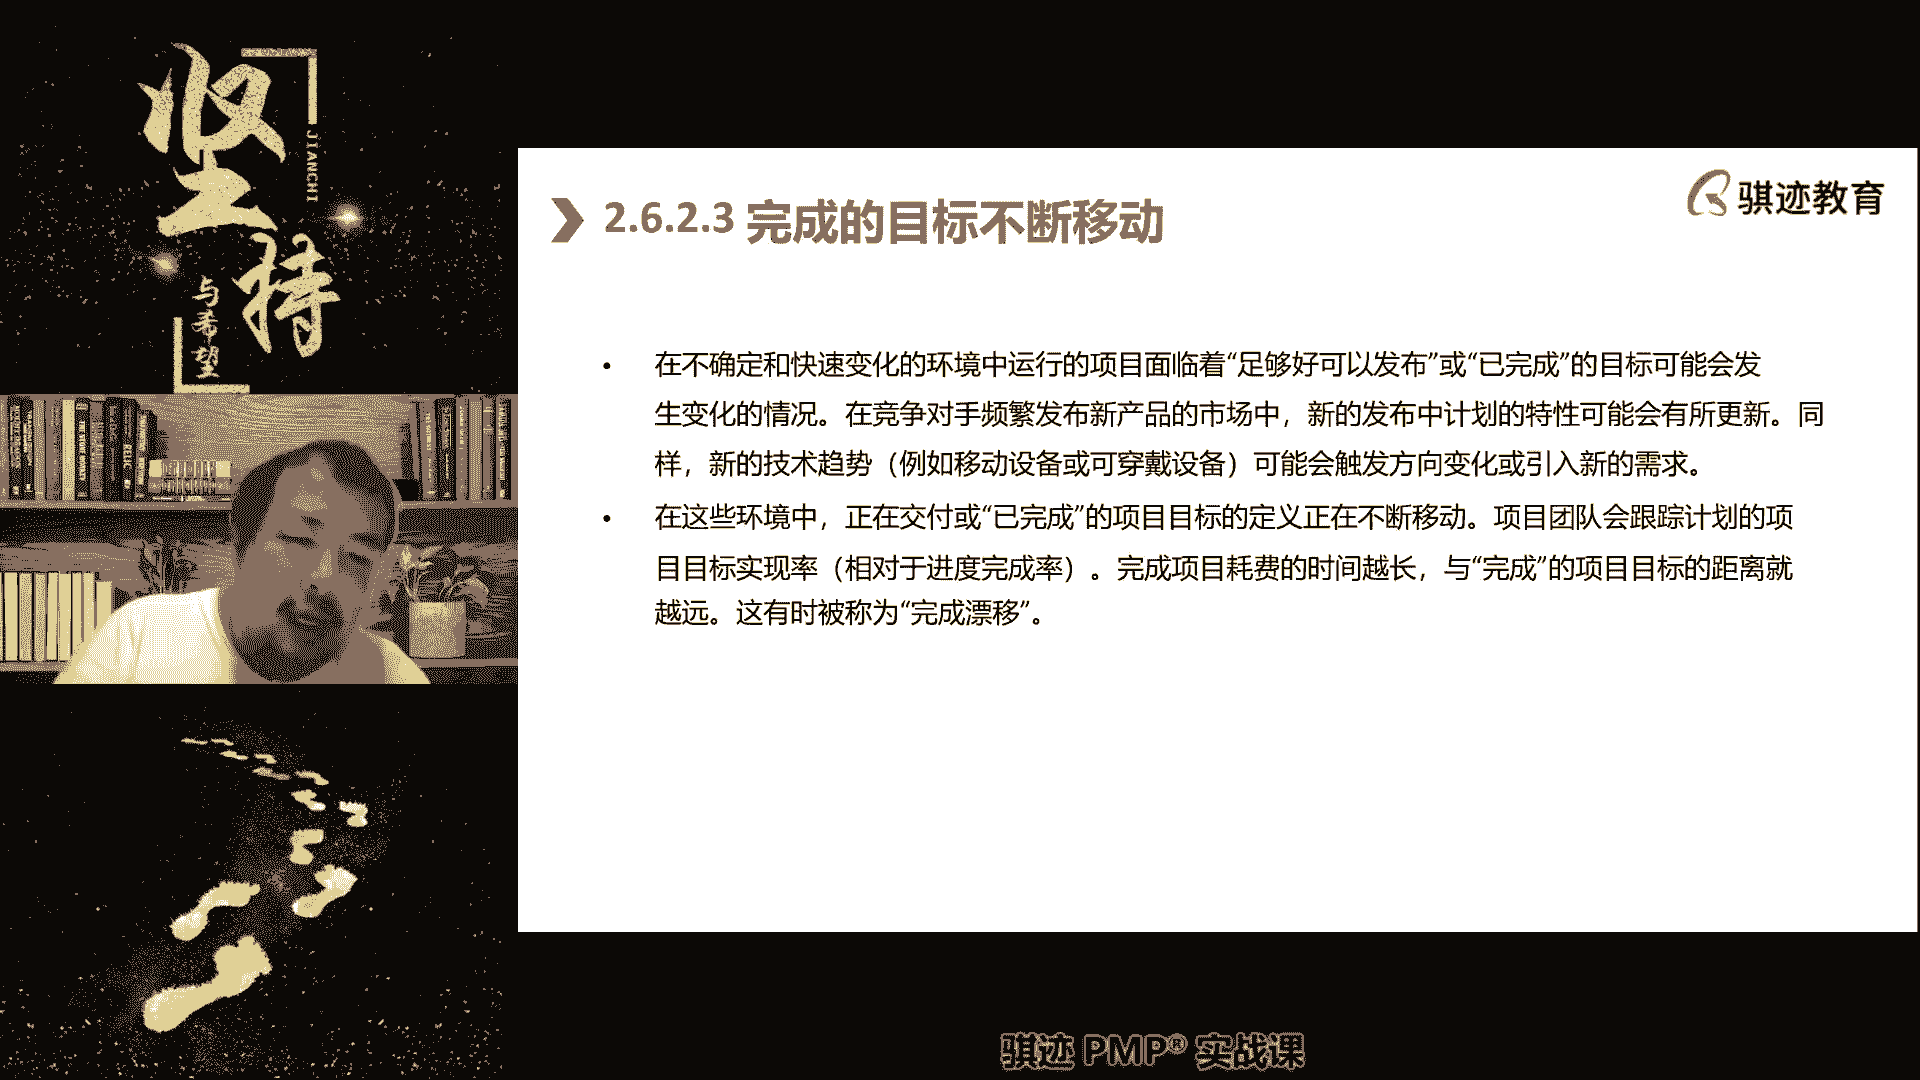 坚持
JIANCHI
与希望
骐迹教育
2.6.2.3 完成的目标不断移动
• 在不确定和快速变化的环境中运行的项目面临着“足够好可以发布”或“已完成”的目标可能会发
生变化的情况。在竞争对手频繁发布新产品的市场中，新的发布中计划的特性可能会有所更新。同
样，新的技术趋势（例如移动设备或可穿戴设备）可能会触发方向变化或引入新的需求。
• 在这些环境中，正在交付或“已完成”的项目目标的定义正在不断移动。项目团队会跟踪计划的项
目目标实现率（相对于进度完成率）。完成项目耗费的时间越长，与“完成”的项目目标的距离就
越远。这有时被称为“完成漂移”。
骐迹 PMP® 实战课